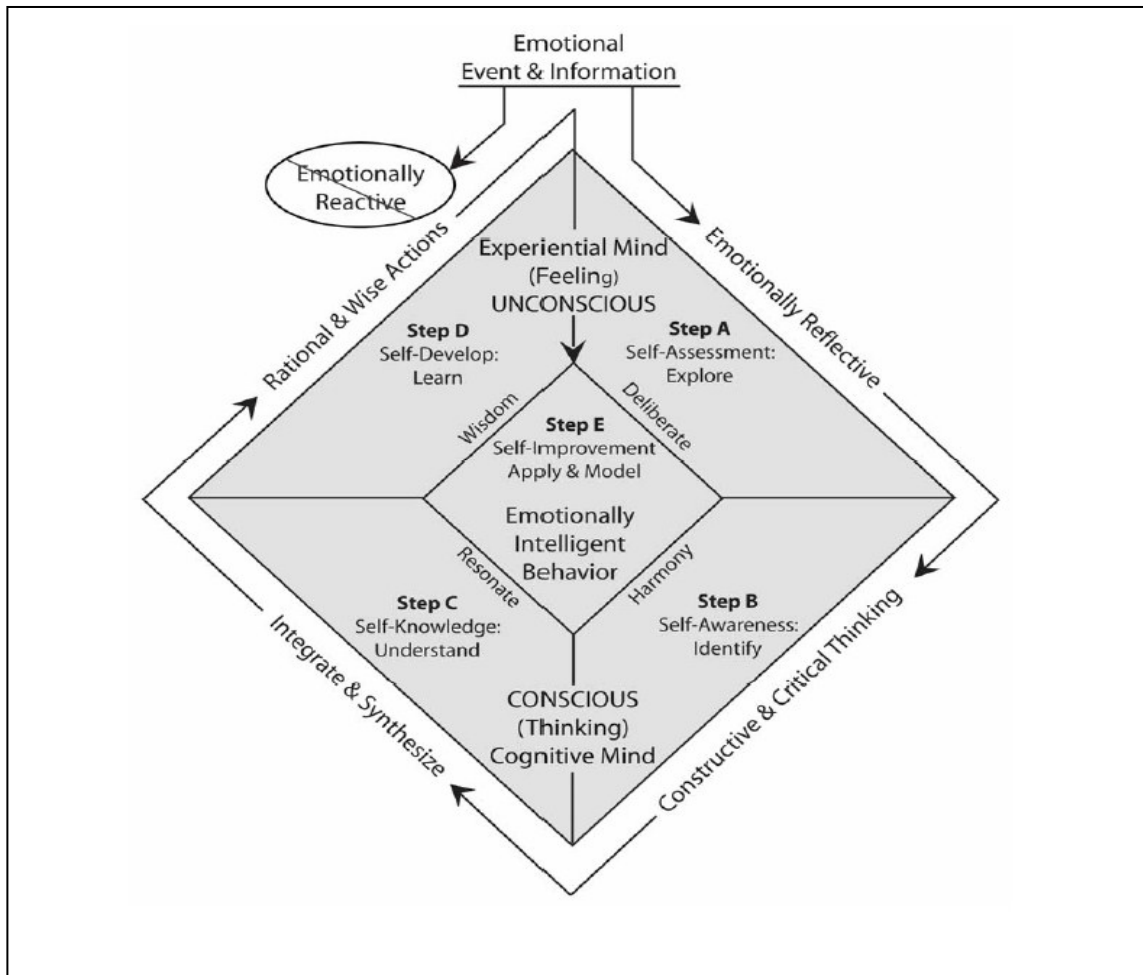 Emotional
Event & Information
Emotionally
Reactive
Rational & Wise Actions
Emotionally Reflective
Experiential Mind
(Feeling)
UNCONSCIOUS
Step D
Self-Develop:
Learn
Step A
Self-Assessment:
Explore
Wisdom
Deliberate
Step E
Self-Improvement
Apply & Model
Emotionally
Intelligent
Behavior
Resonate
Harmony
Step C
Self-Knowledge:
Understand
Step B
Self-Awareness:
Identify
CONSCIOUS
(Thinking)
Cognitive Mind
Integrate & Synthesize
Constructive & Critical Thinking